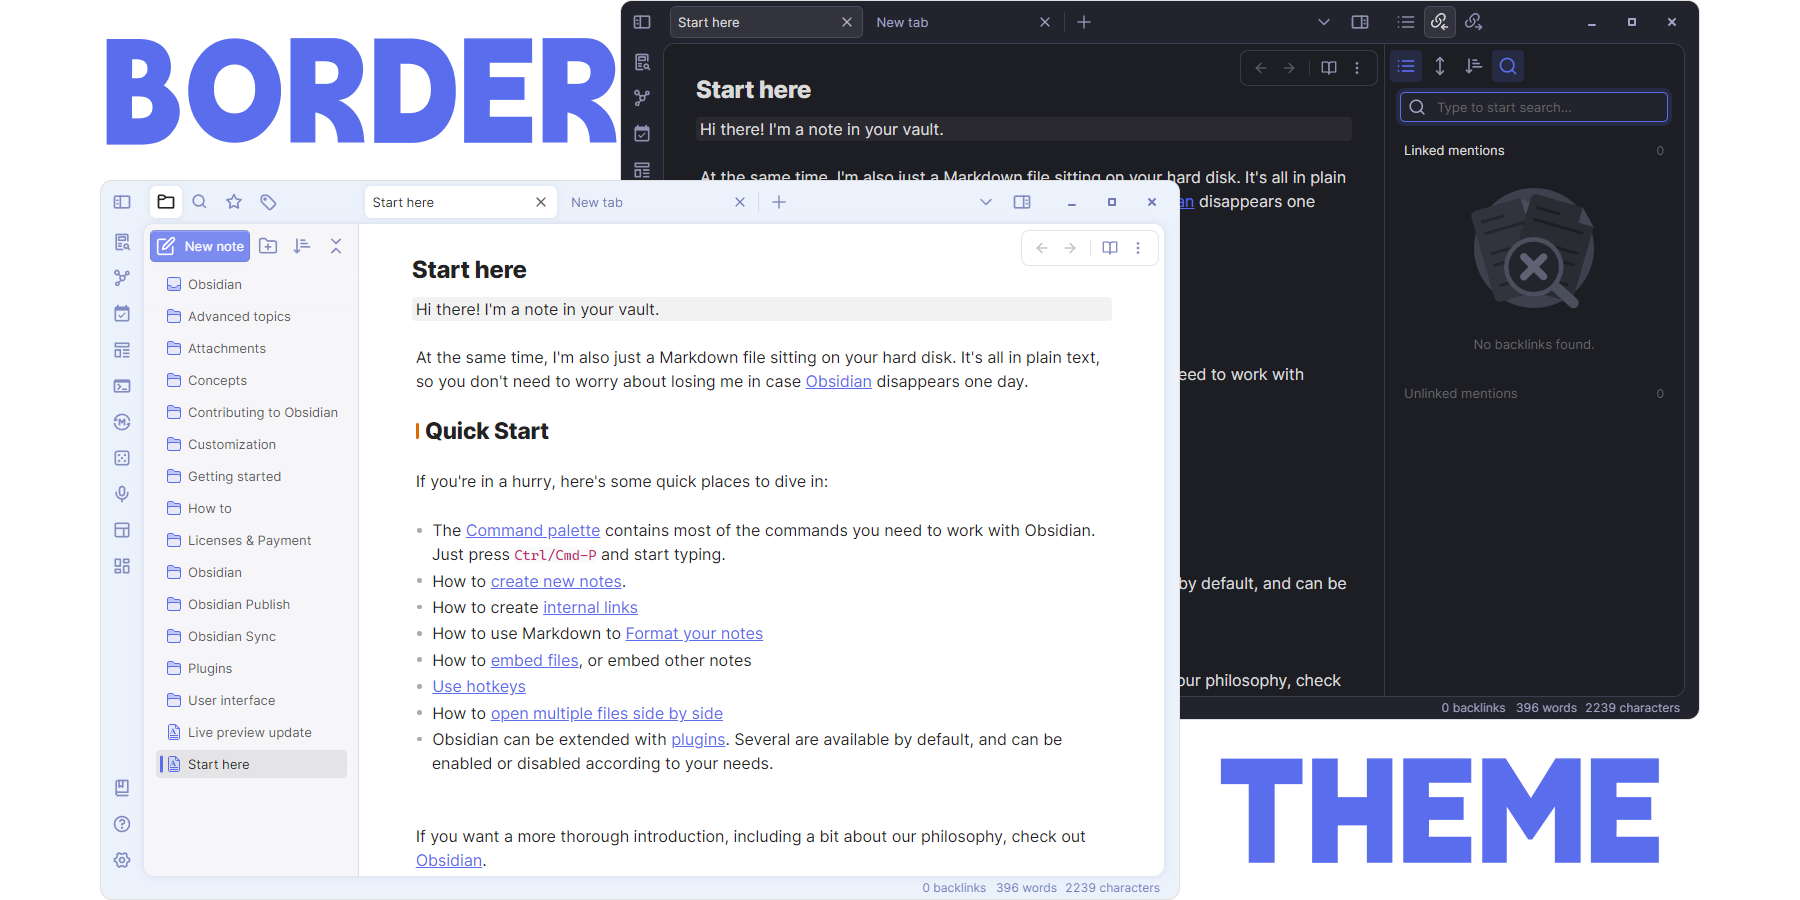 BORDER
Start here
New tab
Start here
Hi there! I'm a note in your vault.
At the same time, I'm also just a Markdown file sitting on your hard disk. It's all in plain
an disappears one
eed to work with
by default, and can be
our philosophy, check
Type to start search...
Linked mentions 0
No backlinks found.
Unlinked mentions 0
0 backlinks 396 words 2239 characters
Start here
New tab
New note
Obsidian
Advanced topics
Attachments
Concepts
Contributing to Obsidian
Customization
Getting started
How to
Licenses & Payment
Obsidian
Obsidian Publish
Obsidian Sync
Plugins
User interface
Live preview update
Start here
Start here
Hi there! I'm a note in your vault.
At the same time, I'm also just a Markdown file sitting on your hard disk. It's all in plain text,
so you don't need to worry about losing me in case Obsidian disappears one day.
Quick Start
If you're in a hurry, here's some quick places to dive in:
The Command palette contains most of the commands you need to work with Obsidian.
Just press Ctrl/Cmd-P and start typing.
How to create new notes.
How to create internal links
How to use Markdown to Format your notes
How to embed files, or embed other notes
Use hotkeys
How to open multiple files side by side
Obsidian can be extended with plugins. Several are available by default, and can be
enabled or disabled according to your needs.
If you want a more thorough introduction, including a bit about our philosophy, check out
Obsidian.
0 backlinks 396 words 2239 characters
THEME